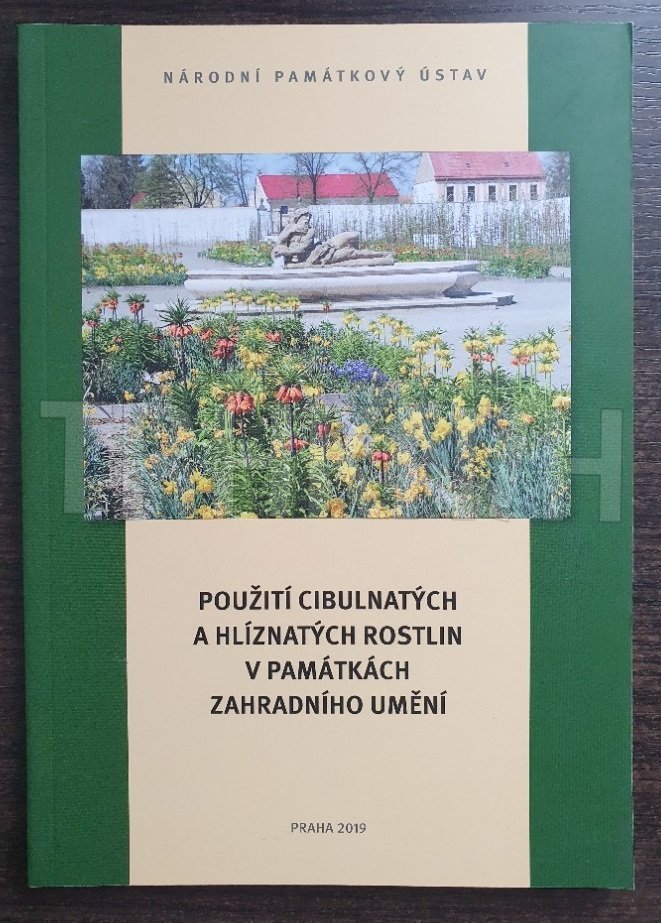 NÁRODNÍ PAMÁTKOVÝ ÚSTAV
POUŽITÍ CIBULNATÝCH
A HLÍZNATÝCH ROSTLIN
V PAMÁTKÁCH
ZAHRADNÍHO UMĚNÍ
PRAHA 2019